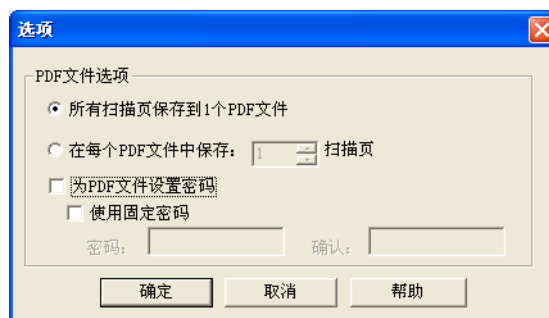 选项
PDF文件选项
所有扫描页保存到1个PDF文件
在每个PDF文件中保存： 1 扫描页
为PDF文件设置密码
使用固定密码
密码： 确认：
确定 取消 帮助